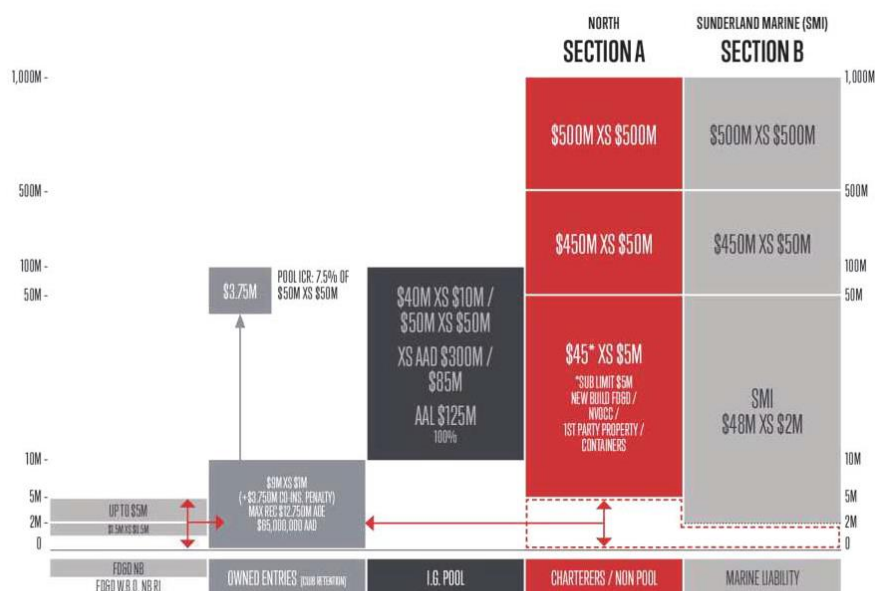 NORTH
SECTION A
SUNDERLAND MARINE (SMI)
SECTION B
1,000M -
1,000M
$500M XS $500M
$500M XS $500M
500M -
500M
$450M XS $50M
$450M XS $50M
100M -
100M
50M -
50M
$3.75M
POOL ICR: 7.5% OF
$50M XS $50M
$40M XS $10M /
$50M XS $50M
XS AAD $300M /
$85M
AAL $125M
100%
$45* XS $5M
*SUB LIMIT $5M
NEW BUILD FDGD /
NVOCC /
1ST PARTY PROPERTY /
CONTAINERS
SMI
$48M XS $2M
10M -
10M
5M -
5M
2M -
2M
0
0
UP TO $5M
$9M XS $1M
(+$3.750M CO-INS. PENALTY)
MAX REC $12.750M AOE
$65,000,000 AAD
FDGD NB
OWNED ENTRIES (CLUB RETENTION)
I.G. POOL
CHARTERERS / NON POOL
MARINE LIABILITY